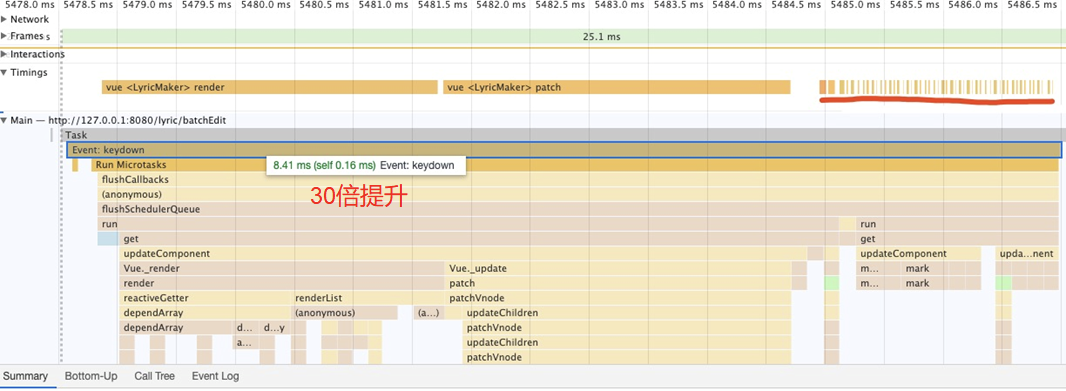 5478.0 ms 5478.5 ms 5479.0 ms 5479.5 ms 5480.0 ms 5480.5 ms 5481.0 ms 5481.5 ms 5482.0 ms 5482.5 ms 5483.0 ms 5483.5 ms 5484.0 ms 5484.5 ms 5485.0 ms 5485.5 ms 5486.0 ms 5486.5 ms
Network
Frames s
25.1 ms
Interactions
Timings
vue <LyricMaker> render vue <LyricMaker> patch
Main — http://127.0.0.1:8080/lyric/batchEdit
Task
Event: keydown
Run Microtasks
8.41 ms (self 0.16 ms) Event: keydown
flushCallbacks
(anonymous)
30倍提升
flushSchedulerQueue
run run
get get
updateComponent updateComponent upda...nent
Vue._render Vue._update m... mark
render patch m... mark
reactiveGetter renderList patchVnode
dependArray (anonymous) (a...) updateChildren
dependArray d... d...y patchVnode
a... updateChildren
patchVnode
Summary Bottom-Up Call Tree Event Log